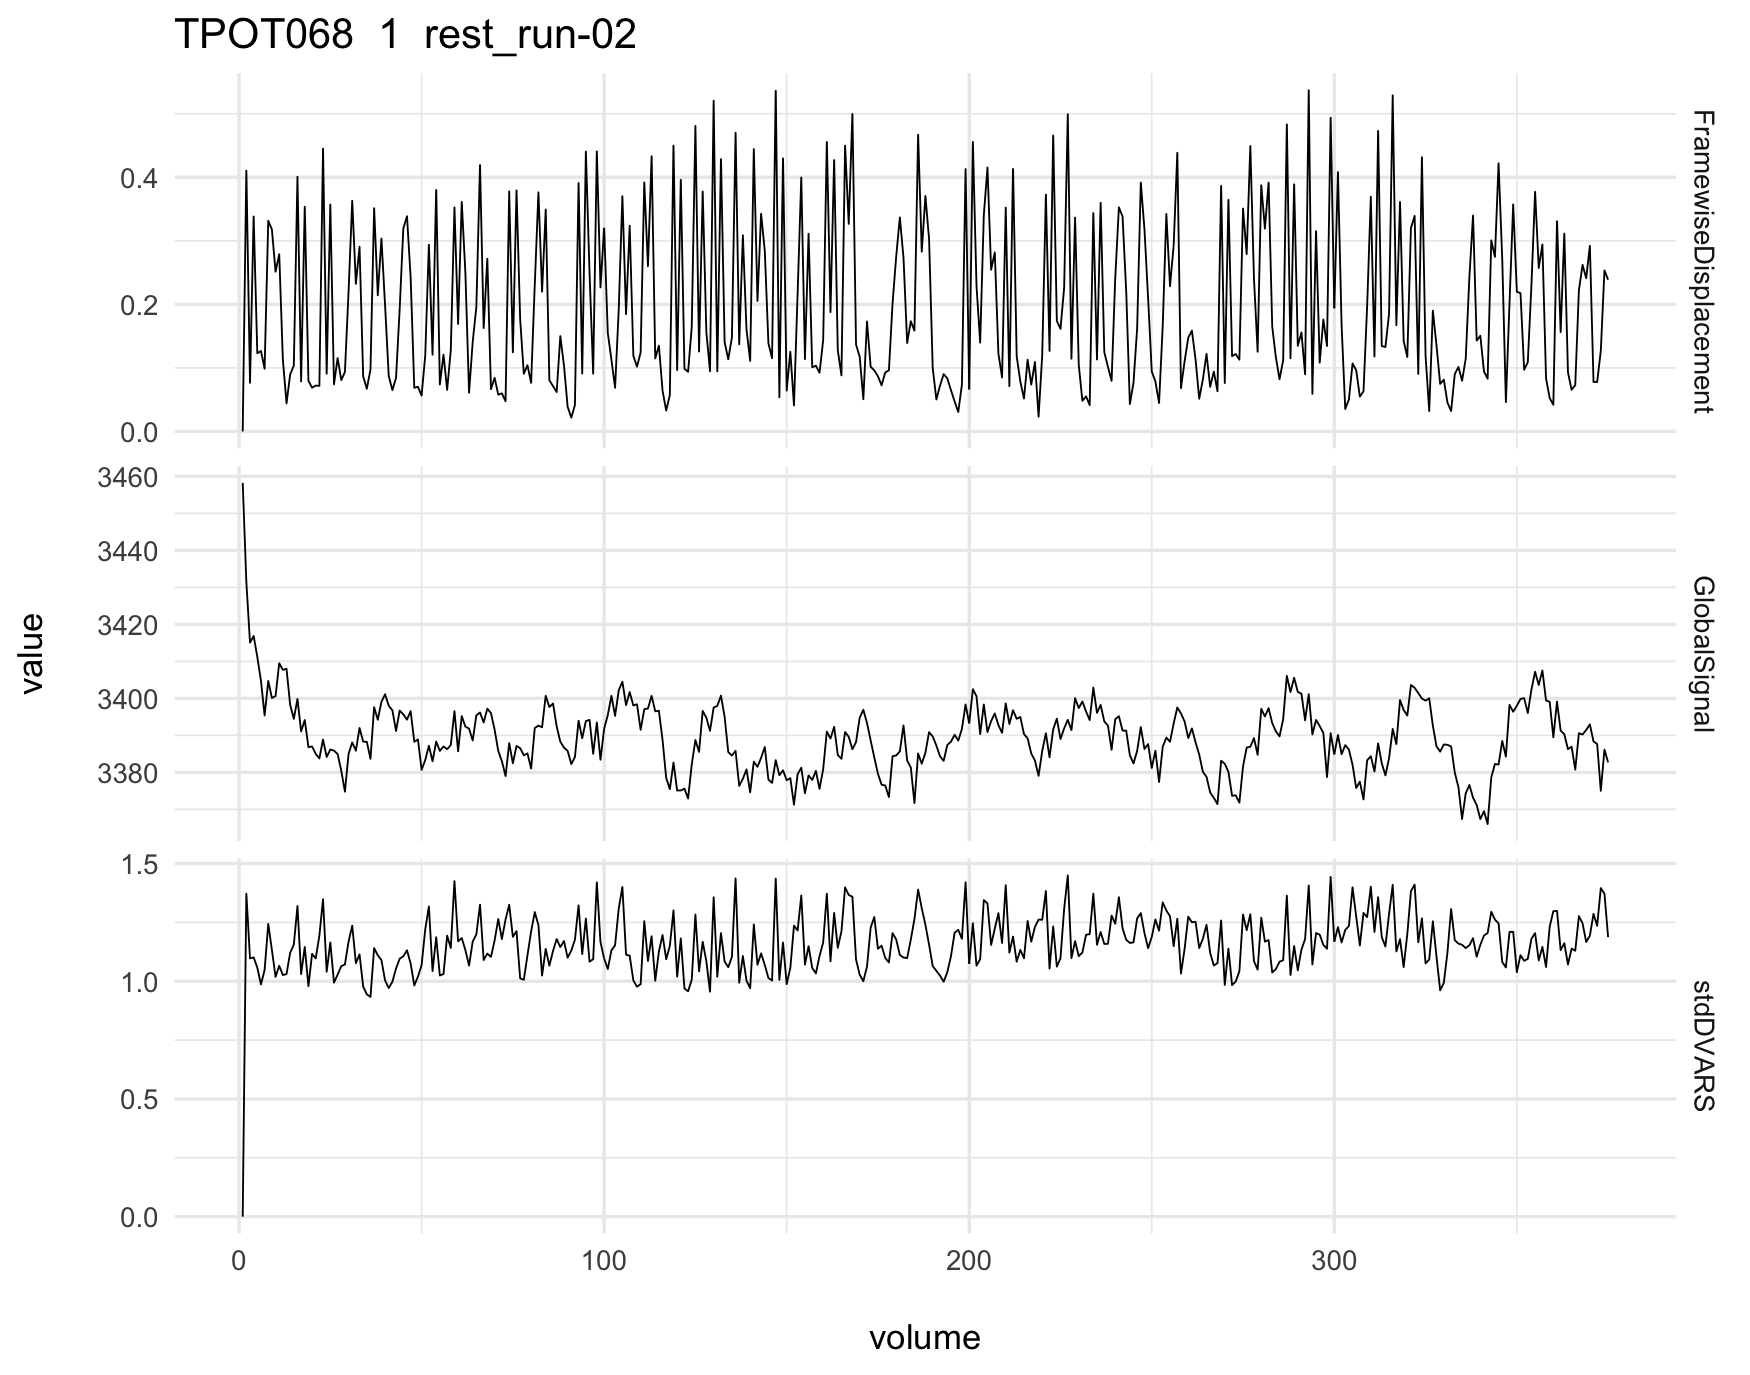 TPOT068  1  rest_run-02
0.4
0.2
0.0
FramewiseDisplacement
3460
3440
3420
3400
3380
GlobalSignal
value
1.5
1.0
0.5
0.0
stdDVARS
0 100 200 300
volume